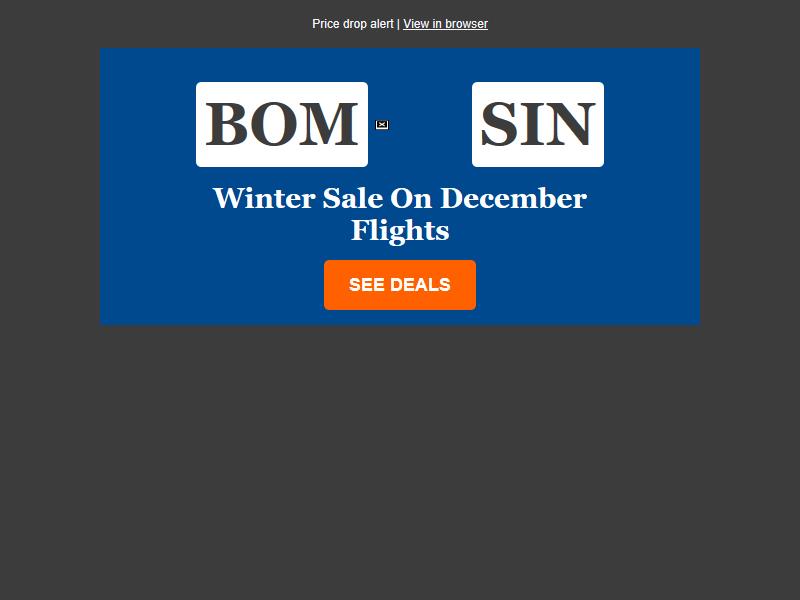 Price drop alert | View in browser
BOM SIN
Winter Sale On December
Flights
SEE DEALS